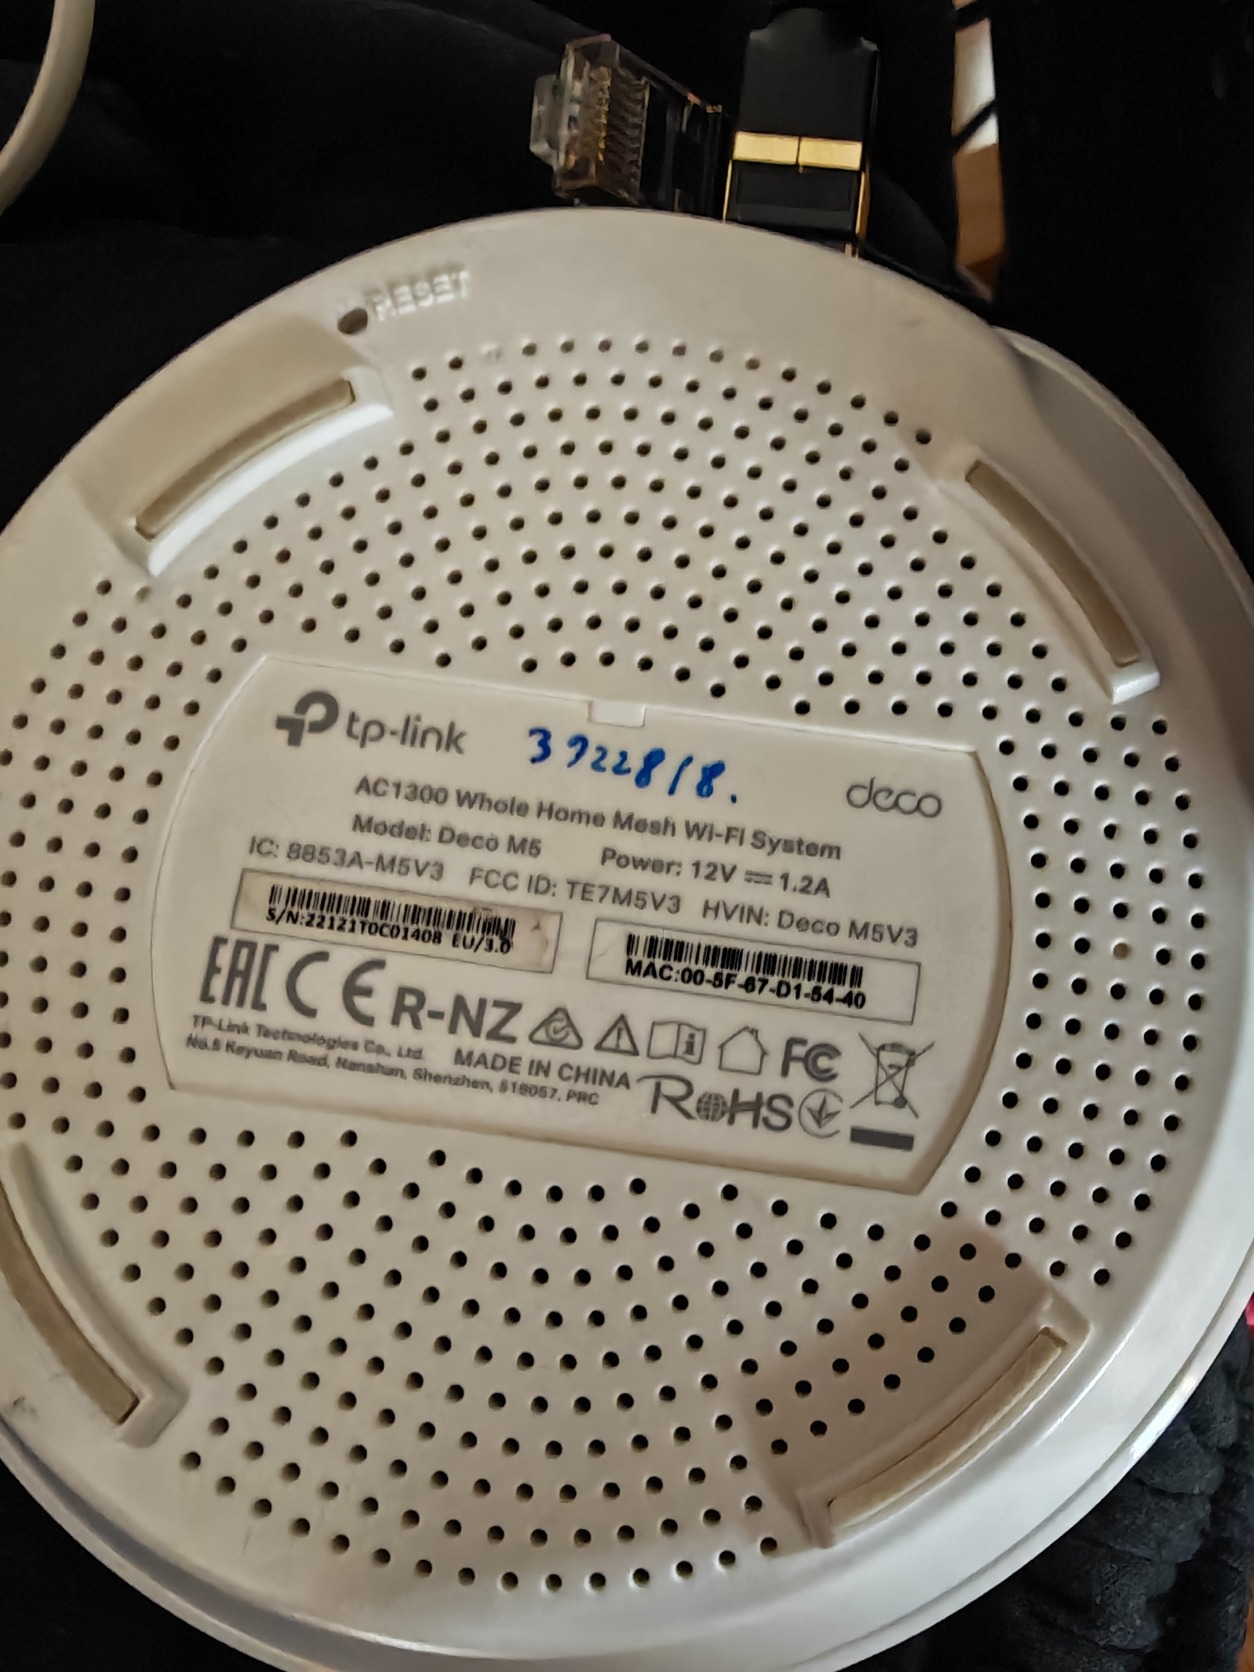 RESET
tp-link
deco
AC1300 Whole Home Mesh Wi-Fi System
Model: Deco M5 Power: 12V ⎓ 1.2A
IC: 8853A-M5V3 FCC ID: TE7M5V3 HVIN: Deco M5V3
S/N:22121T0C01408 EU/3.0
MAC:00-5F-67-D1-54-40
EAC CE R-NZ FC
TP-Link Technologies Co., Ltd. MADE IN CHINA
No.5 Keyuan Road, Nanshan, Shenzhen, 518057, PRC
RoHS